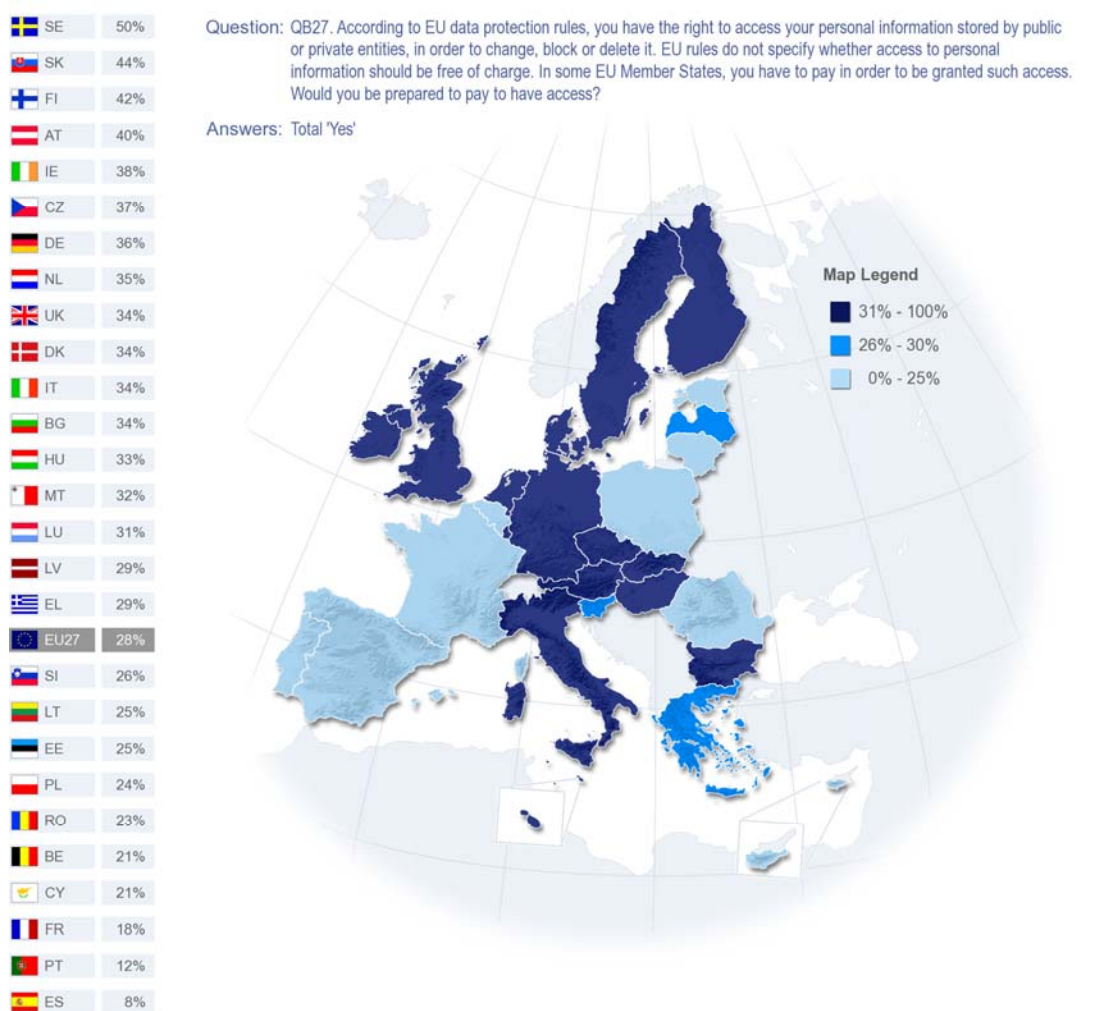 Question: QB27. According to EU data protection rules, you have the right to access your personal information stored by public
or private entities, in order to change, block or delete it. EU rules do not specify whether access to personal
information should be free of charge. In some EU Member States, you have to pay in order to be granted such access.
Would you be prepared to pay to have access?
Answers: Total 'Yes'
SE 50%
SK 44%
FI 42%
AT 40%
IE 38%
CZ 37%
DE 36%
NL 35%
UK 34%
DK 34%
IT 34%
BG 34%
HU 33%
MT 32%
LU 31%
LV 29%
EL 29%
EU27 28%
SI 26%
LT 25%
EE 25%
PL 24%
RO 23%
BE 21%
CY 21%
FR 18%
PT 12%
ES 8%
Map Legend
31% - 100%
26% - 30%
0% - 25%